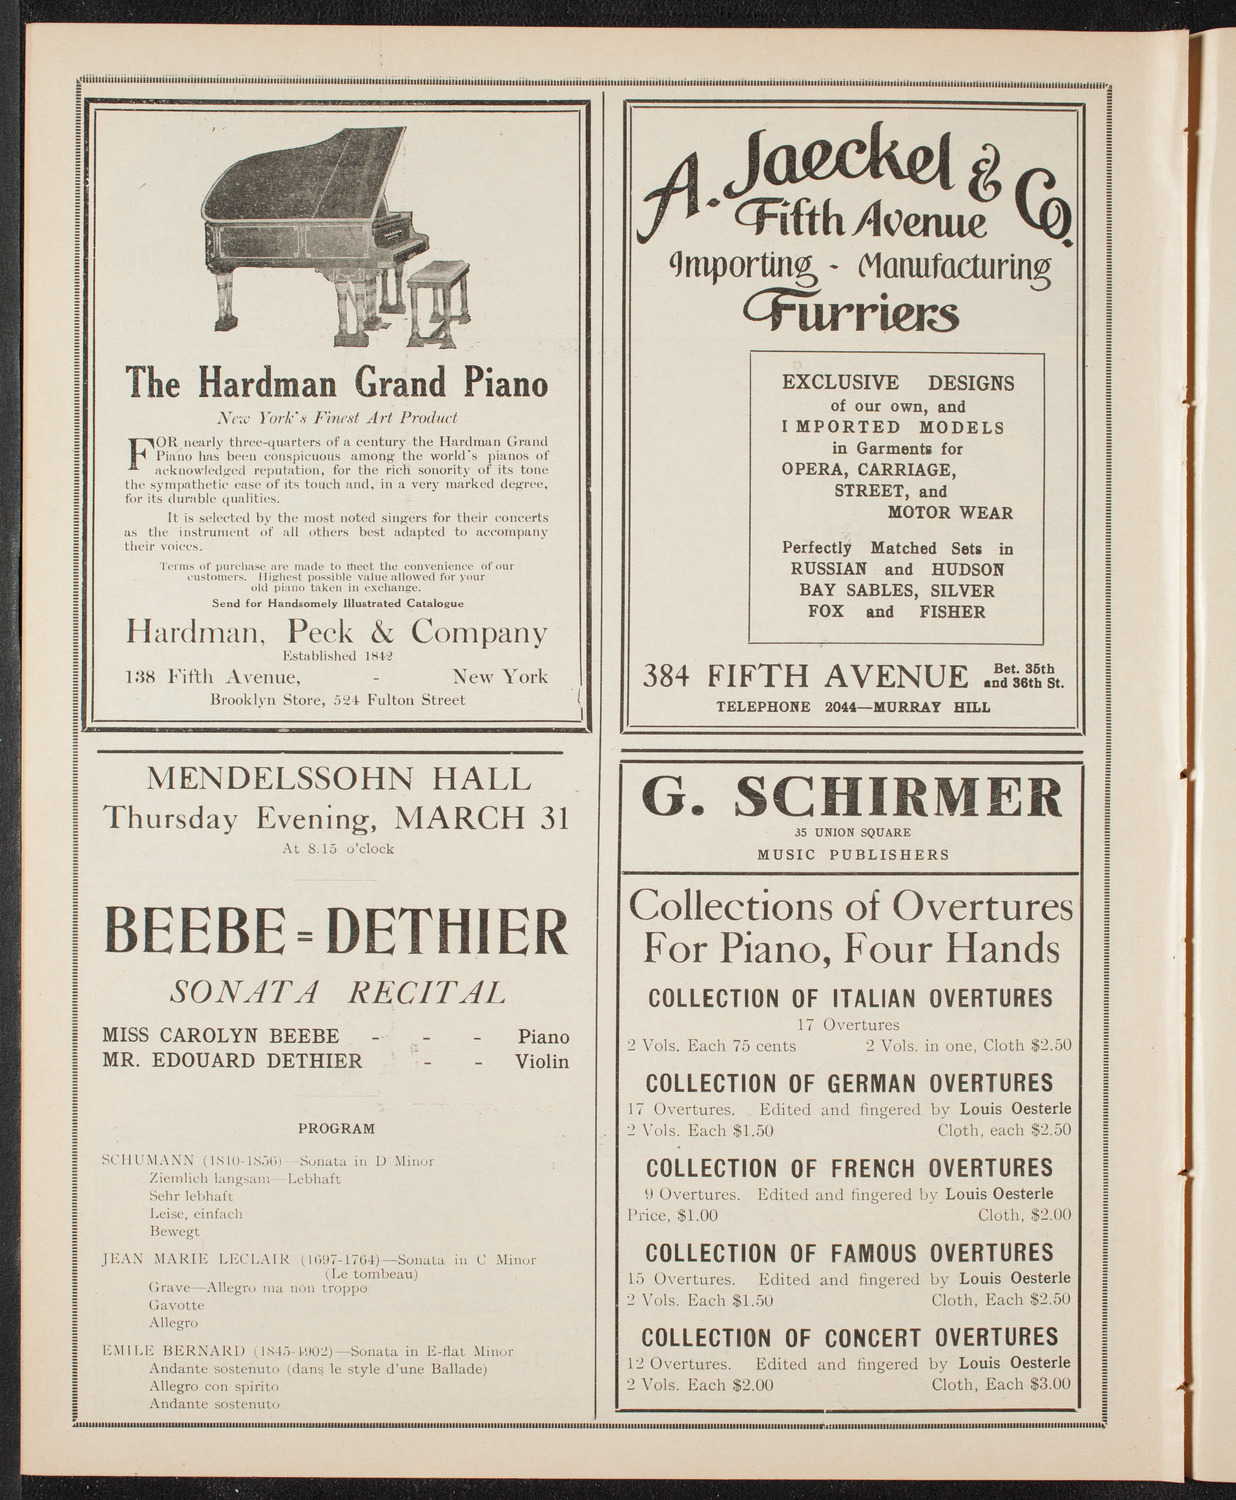 The Hardman Grand Piano
New York's Finest Art Product
FOR nearly three-quarters of a century the Hardman Grand
Piano has been conspicuous among the world's pianos of
acknowledged reputation, for the rich sonority of its tone
the sympathetic ease of its touch and, in a very marked degree,
for its durable qualities.
It is selected by the most noted singers for their concerts
as the instrument of all others best adapted to accompany
their voices.
Terms of purchase are made to meet the convenience of our
customers. Highest possible value allowed for your
old piano taken in exchange.
Send for Handsomely Illustrated Catalogue
Hardman, Peck & Company
Established 1842
138 Fifth Avenue, - New York
Brooklyn Store, 524 Fulton Street
MENDELSSOHN HALL
Thursday Evening, MARCH 31
At 8.15 o'clock
BEEBE=DETHIER
SONATA RECITAL
MISS CAROLYN BEEBE - - - Piano
MR. EDOUARD DETHIER - - Violin
PROGRAM
SCHUMANN (1810-1856)—Sonata in D Minor
Ziemlich langsam—Lebhaft
Sehr lebhaft
Leise, einfach
Bewegt
JEAN MARIE LECLAIR (1697-1764)—Sonata in C Minor
(Le tombeau)
Grave—Allegro ma non troppo
Gavotte
Allegro
EMILE BERNARD (1845-1902)—Sonata in E-flat Minor
Andante sostenuto (dans le style d'une Ballade)
Allegro con spirito
Andante sostenuto
A. Jaeckel & Co.
Fifth Avenue
Importing - Manufacturing
Furriers
EXCLUSIVE DESIGNS
of our own, and
IMPORTED MODELS
in Garments for
OPERA, CARRIAGE,
STREET, and
MOTOR WEAR
Perfectly Matched Sets in
RUSSIAN and HUDSON
BAY SABLES, SILVER
FOX and FISHER
384 FIFTH AVENUE Bet. 35th
and 36th St.
TELEPHONE 2044—MURRAY HILL
G. SCHIRMER
35 UNION SQUARE
MUSIC PUBLISHERS
Collections of Overtures
For Piano, Four Hands
COLLECTION OF ITALIAN OVERTURES
17 Overtures
2 Vols. Each 75 cents 2 Vols. in one, Cloth $2.50
COLLECTION OF GERMAN OVERTURES
17 Overtures. Edited and fingered by Louis Oesterle
2 Vols. Each $1.50 Cloth, each $2.50
COLLECTION OF FRENCH OVERTURES
9 Overtures. Edited and fingered by Louis Oesterle
Price, $1.00 Cloth, $2.00
COLLECTION OF FAMOUS OVERTURES
15 Overtures. Edited and fingered by Louis Oesterle
2 Vols. Each $1.50 Cloth, Each $2.50
COLLECTION OF CONCERT OVERTURES
12 Overtures. Edited and fingered by Louis Oesterle
2 Vols. Each $2.00 Cloth, Each $3.00